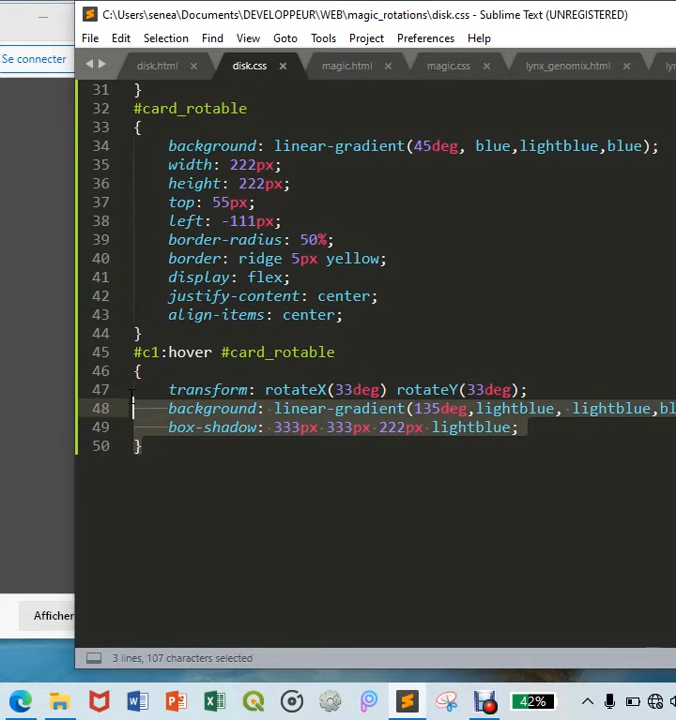 C:\Users\senea\Documents\DEVELOPPEUR\WEB\magic_rotations\disk.css - Sublime Text (UNREGISTERED)
File Edit Selection Find View Goto Tools Project Preferences Help
Se connecter
disk.html × disk.css × magic.html × magic.css × lynx_genomix.html × lyn
31 }
32 #card_rotable
33 {
34 background: linear-gradient(45deg, blue,lightblue,blue);
35 width: 222px;
36 height: 222px;
37 top: 55px;
38 left: -111px;
39 border-radius: 50%;
40 border: ridge 5px yellow;
41 display: flex;
42 justify-content: center;
43 align-items: center;
44 }
45 #c1:hover #card_rotable
46 {
47 transform: rotateX(33deg) rotateY(33deg);
48 background: linear-gradient(135deg,lightblue, lightblue,bl
49 box-shadow: 333px 333px 222px lightblue;
50 }
Afficher
3 lines, 107 characters selected
42%